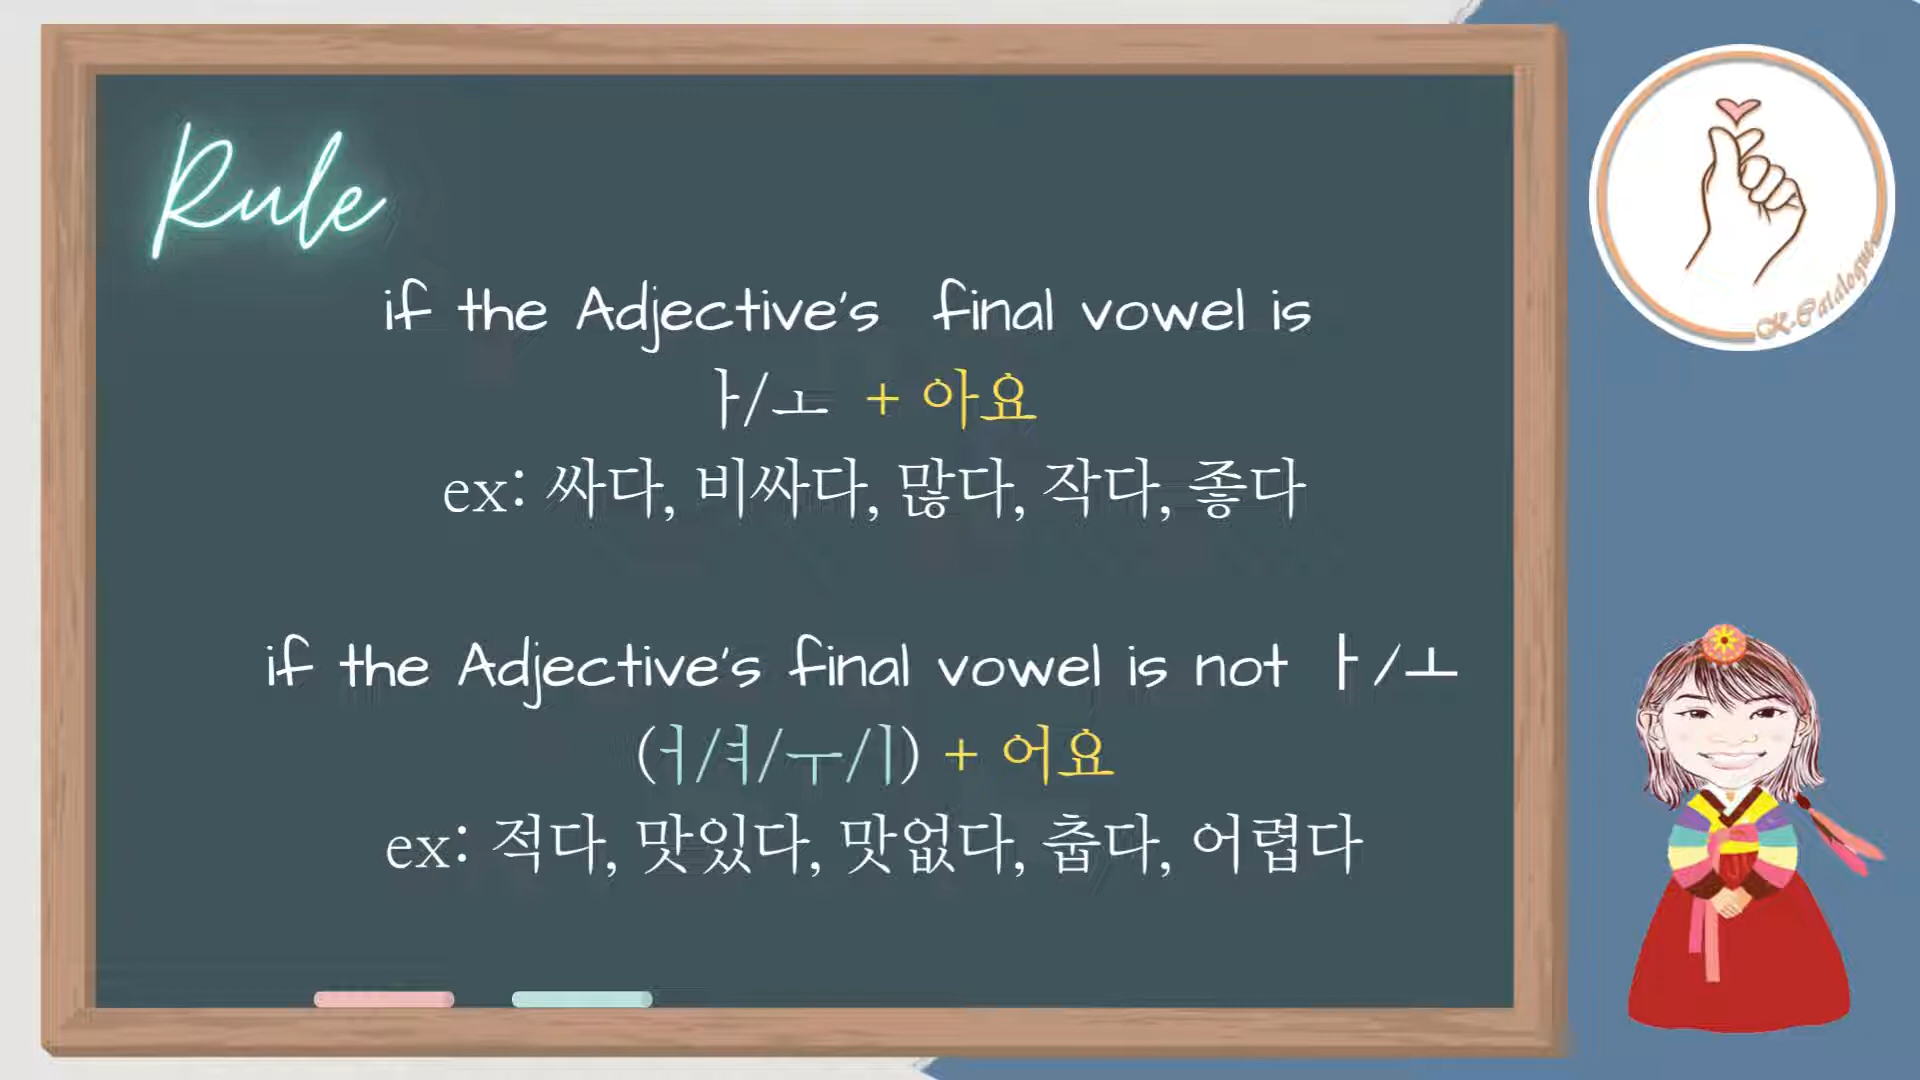 Rule
if the Adjective's final vowel is
ㅏ/ㅗ + 아요
ex: 싸다, 비싸다, 많다, 작다, 좋다
if the Adjective's final vowel is not ㅏ/ㅗ
(ㅓ/ㅕ/ㅜ/ㅣ) + 어요
ex: 적다, 맛있다, 맛없다, 춥다, 어렵다
K-Catalogue